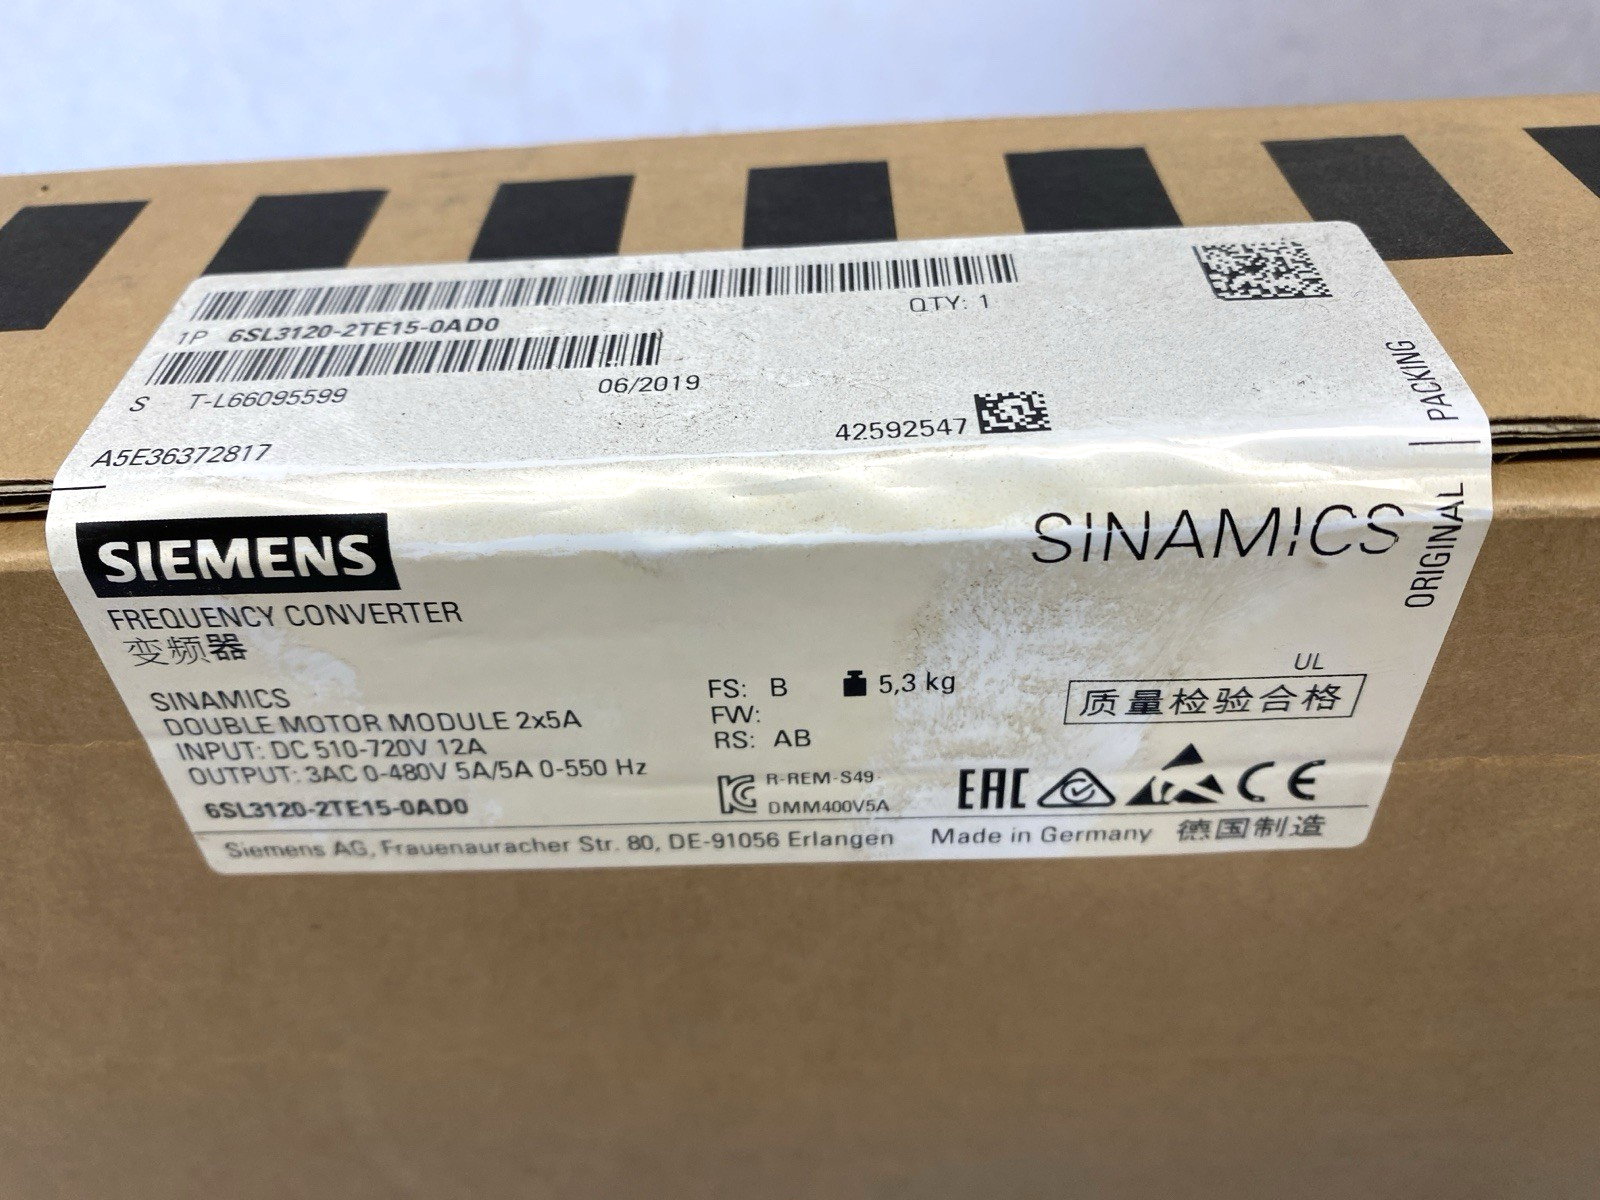 QTY: 1
1P 6SL3120-2TE15-0AD0
S T-L66095599 06/2019
42592547
A5E36372817
ORIGINAL PACKING
SIEMENS
SINAMICS
FREQUENCY CONVERTER
变频器
SINAMICS
DOUBLE MOTOR MODULE 2x5A
INPUT: DC 510-720V 12A
OUTPUT: 3AC 0-480V 5A/5A 0-550 Hz
6SL3120-2TE15-0AD0
FS: B 5,3 kg
FW:
RS: AB
R-REM-S49
DMM400V5A
UL
质量检验合格
EAC CE
Siemens AG, Frauenauracher Str. 80, DE-91056 Erlangen Made in Germany 德国制造